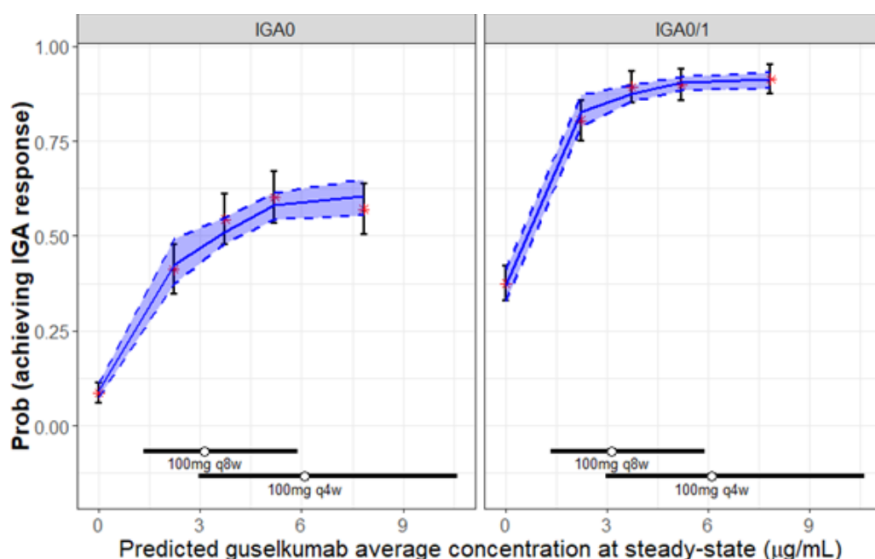 IGA0
IGA0/1
Prob (achieving IGA response)
1.00
0.75
0.50
0.25
0.00
100mg q8w
100mg q4w
100mg q8w
100mg q4w
0 3 6 9
0 3 6 9
Predicted guselkumab average concentration at steady-state (μg/mL)